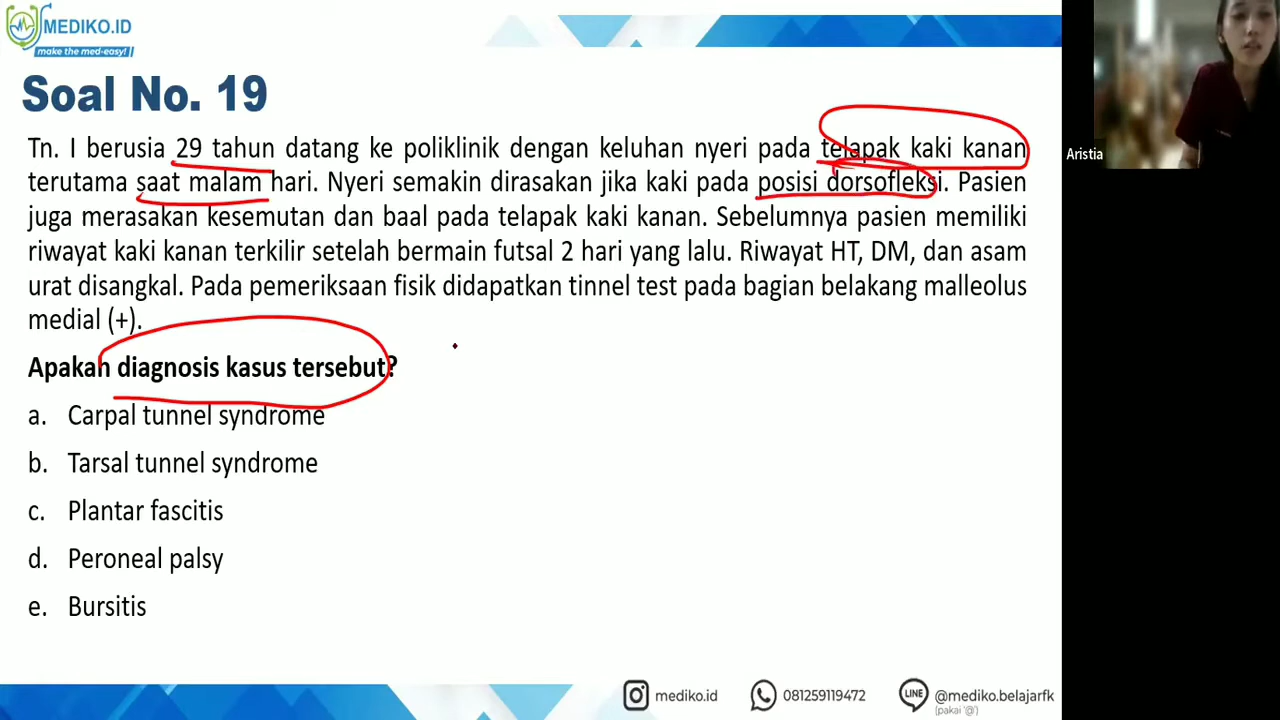 MEDIKO.ID
make the med-easy!
Soal No. 19
Tn. I berusia 29 tahun datang ke poliklinik dengan keluhan nyeri pada telapak kaki kanan
terutama saat malam hari. Nyeri semakin dirasakan jika kaki pada posisi dorsofleksi. Pasien
juga merasakan kesemutan dan baal pada telapak kaki kanan. Sebelumnya pasien memiliki
riwayat kaki kanan terkilir setelah bermain futsal 2 hari yang lalu. Riwayat HT, DM, dan asam
urat disangkal. Pada pemeriksaan fisik didapatkan tinnel test pada bagian belakang malleolus
medial (+).
Apakah diagnosis kasus tersebut?
a. Carpal tunnel syndrome
b. Tarsal tunnel syndrome
c. Plantar fascitis
d. Peroneal palsy
e. Bursitis
Aristia
mediko.id
081259119472
LINE
@mediko.belajarfk
(pakai '@')